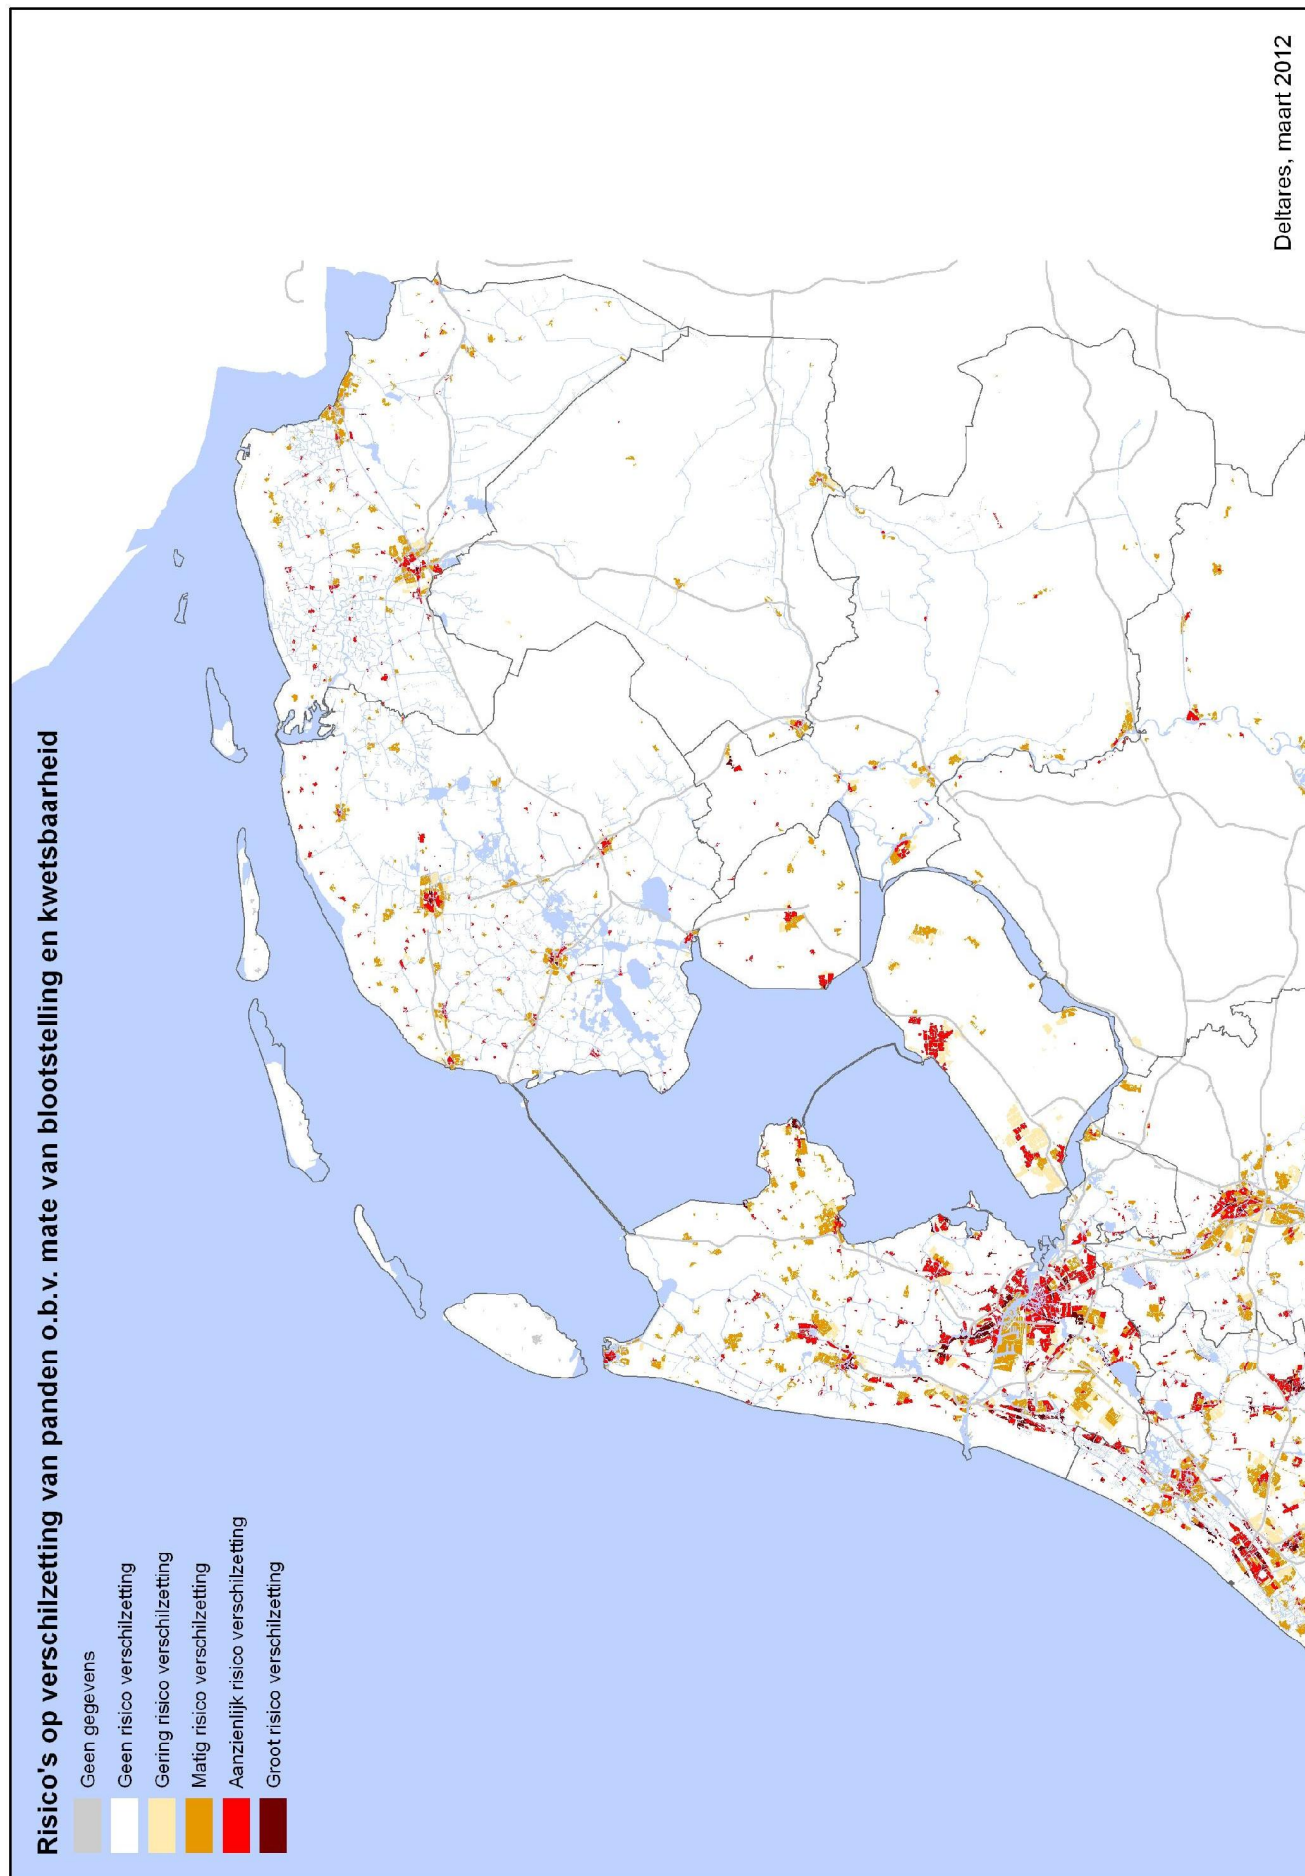 Risico's op verschilzetting van panden o.b.v. mate van blootstelling en kwetsbaarheid
Geen gegevens
Geen risico verschilzetting
Gering risico verschilzetting
Matig risico verschilzetting
Aanzienlijk risico verschilzetting
Groot risico verschilzetting
Deltares, maart 2012